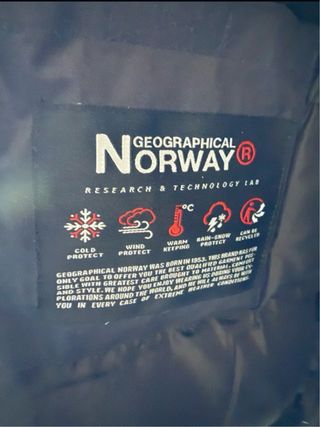 GEOGRAPHICAL
NORWAY®
RESEARCH & TECHNOLOGY LAB
°C
COLD
PROTECT
WIND
PROTECT
WARM
KEEPING
RAIN-SNOW
PROTECT
CAN BE
RECYCLED
GEOGRAPHICAL NORWAY WAS BORN IN 1953. THIS BRAND HAS FOR
ONLY GOAL TO OFFER YOU THE BEST QUALIFIED GARMENT POS-
SIBLE WITH GREATEST CARE BROUGHT TO MATERIAL, COMFORT
AND STYLE. WE HOPE YOU ENJOY WEARING US DURING YOUR EX-
PLORATIONS AROUND THE WORLD, AND WE WILL ALWAYS BE WITH
YOU IN EVERY CASE OF EXTREME WEATHER CONDITIONS.